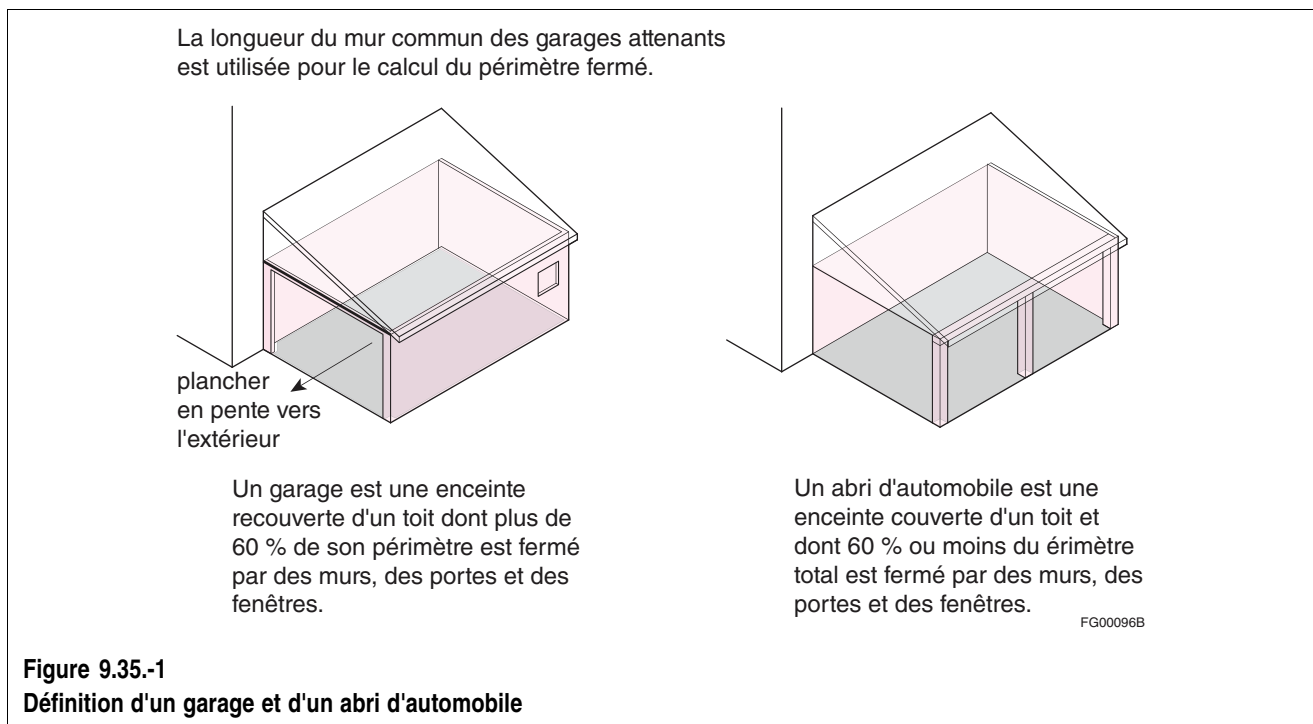 La longueur du mur commun des garages attenants
est utilisée pour le calcul du périmètre fermé.
plancher
en pente vers
l'extérieur
Un garage est une enceinte
recouverte d'un toit dont plus de
60 % de son périmètre est fermé
par des murs, des portes et des
fenêtres.
Un abri d'automobile est une
enceinte couverte d'un toit et
dont 60 % ou moins du érimètre
total est fermé par des murs, des
portes et des fenêtres.
FG00096B
Figure 9.35.-1
Définition d'un garage et d'un abri d'automobile